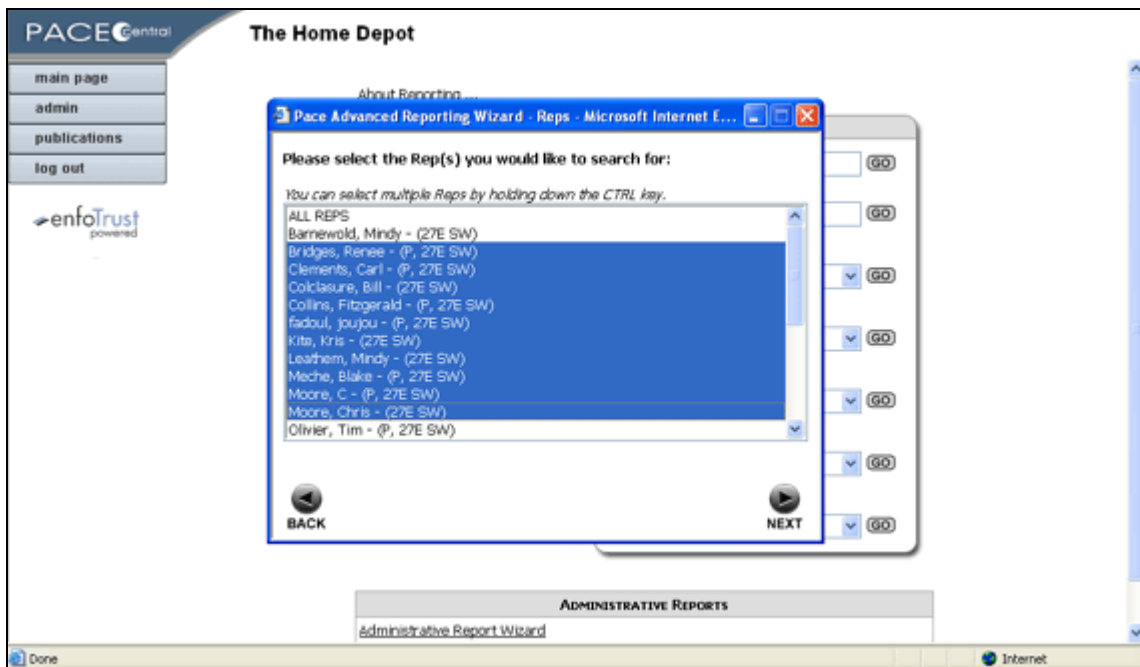 PACE Central
The Home Depot
main page
admin
publications
log out
enfoTrust
powered
About Reporting ...
Pace Advanced Reporting Wizard - Reps - Microsoft Internet E...
Please select the Rep(s) you would like to search for:
You can select multiple Reps by holding down the CTRL key.
ALL REPS
Barnewold, Mindy - (27E SW)
Bridges, Renee - (P, 27E SW)
Clements, Carl - (P, 27E SW)
Colclasure, Bill - (27E SW)
Collins, Fitzgerald - (P, 27E SW)
fadoul, joujou - (P, 27E SW)
Kite, Kris - (27E SW)
Leathem, Mindy - (27E SW)
Meche, Blake - (P, 27E SW)
Moore, C - (P, 27E SW)
Moore, Chris - (27E SW)
Olivier, Tim - (P, 27E SW)
BACK
NEXT
GO
GO
GO
GO
GO
GO
GO
ADMINISTRATIVE REPORTS
Administrative Report Wizard
Done
Internet